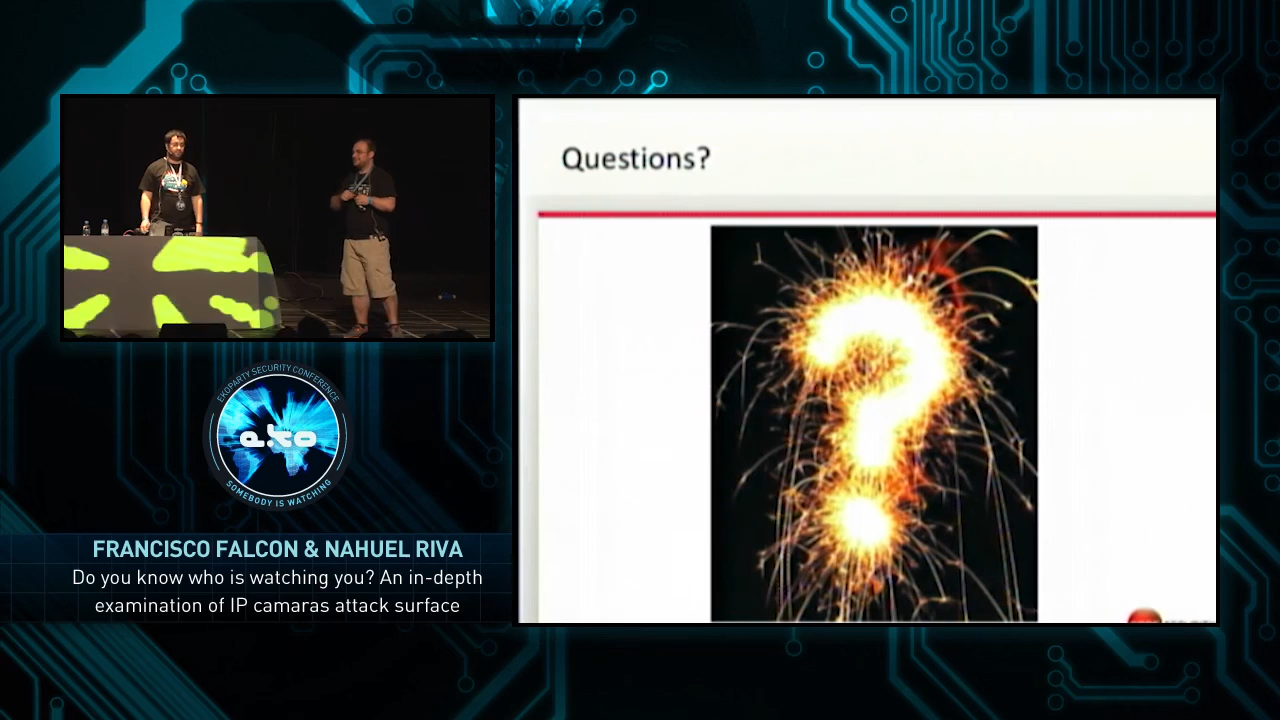 Questions?
EKOPARTY SECURITY CONFERENCE
eko
SOMEBODY IS WATCHING
FRANCISCO FALCON & NAHUEL RIVA
Do you know who is watching you? An in-depth
examination of IP camaras attack surface